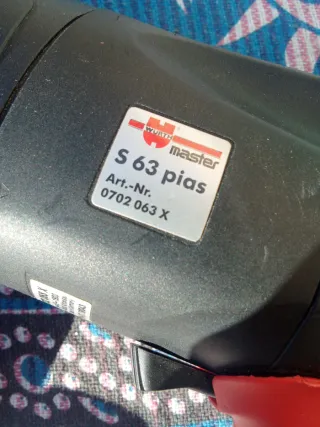 WÜRTH
master
S 63 pias
Art.-Nr.
0702 063 X